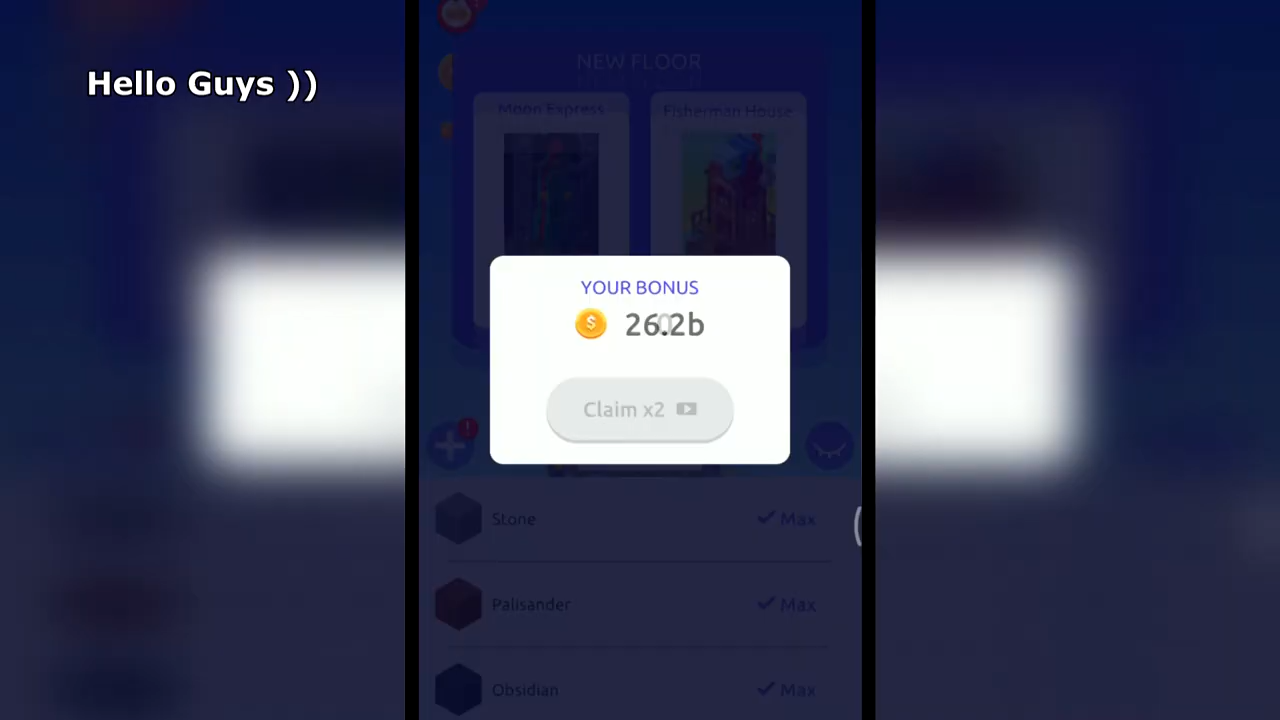 Hello Guys ))
NEW FLOOR
Moon Express
Fisherman House
YOUR BONUS
26.2b
Claim x2
Stone
Max
Palisander
Max
Obsidian
Max